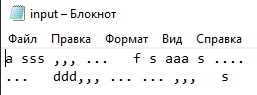 input – Блокнот
Файл Правка Формат Вид Справка
a sss ,,, ...   f s aaa s ....
...   ddd,,, ... ... ,,,   s